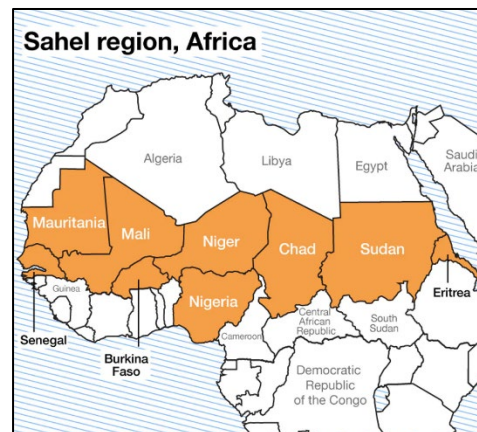 Sahel region, Africa
Algeria
Libya
Egypt
Saudi
Arabia
Mauritania
Mali
Niger
Chad
Sudan
Eritrea
Nigeria
Guinea
Senegal
Burkina
Faso
Cameroon
Central
African
Republic
South
Sudan
Democratic
Republic
of the Congo